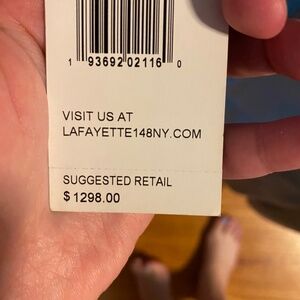 1 93692 02116 0
VISIT US AT
LAFAYETTE148NY.COM
SUGGESTED RETAIL
$1298.00